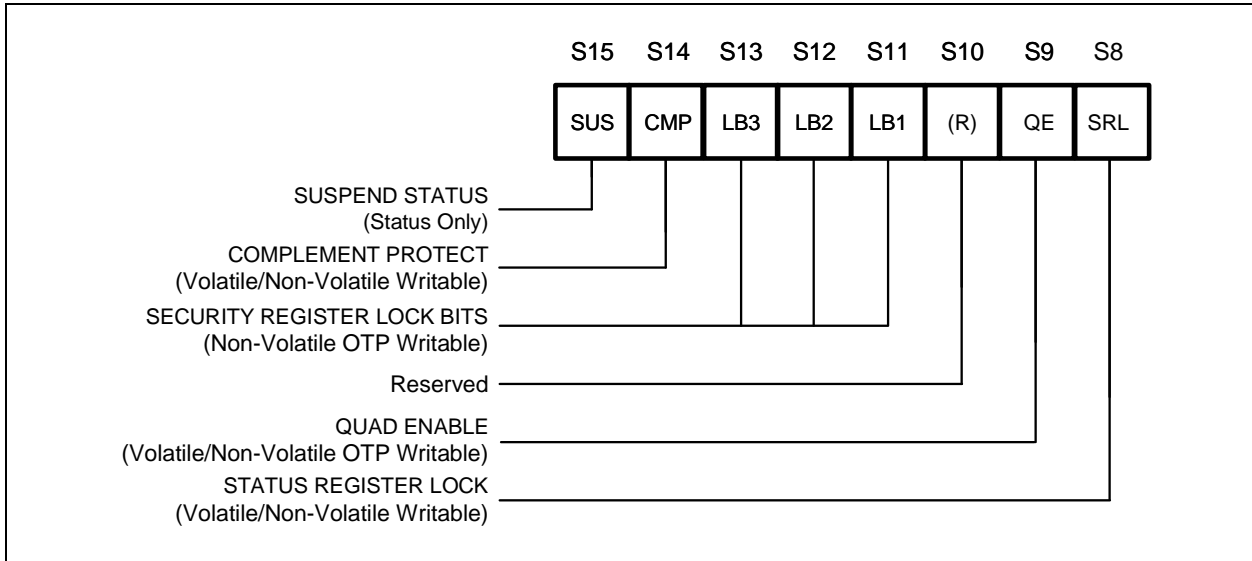 S15 S14 S13 S12 S11 S10 S9 S8
SUS CMP LB3 LB2 LB1 (R) QE SRL
SUSPEND STATUS
(Status Only)
COMPLEMENT PROTECT
(Volatile/Non-Volatile Writable)
SECURITY REGISTER LOCK BITS
(Non-Volatile OTP Writable)
Reserved
QUAD ENABLE
(Volatile/Non-Volatile OTP Writable)
STATUS REGISTER LOCK
(Volatile/Non-Volatile Writable)